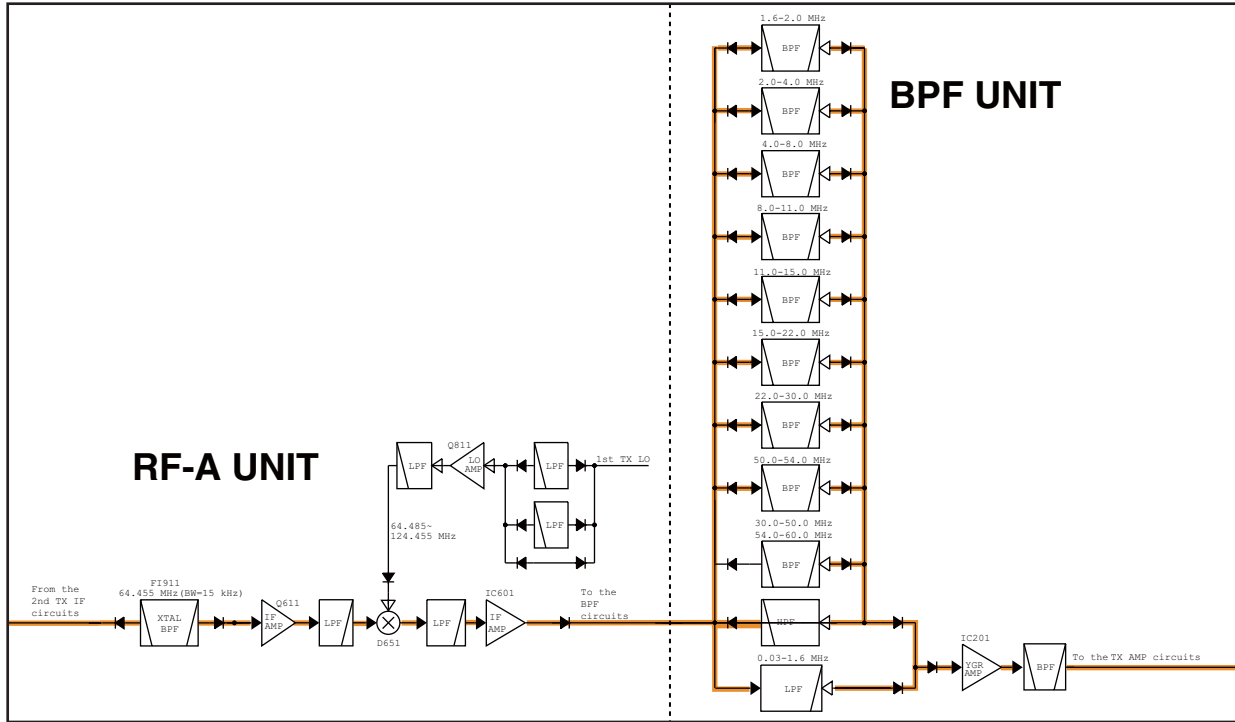 RF-A UNIT
From the
2nd TX IF
circuits
FI911
64.455 MHz(BW=15 kHz)
XTAL
BPF
Q611
IF
AMP
LPF
D651
LPF
IC601
IF
AMP
To the
BPF
circuits
64.485~
124.455 MHz
LPF
Q811
LO
AMP
LPF
LPF
1st TX LO
BPF UNIT
1.6-2.0 MHz
BPF
2.0-4.0 MHz
BPF
4.0-8.0 MHz
BPF
8.0-11.0 MHz
BPF
11.0-15.0 MHz
BPF
15.0-22.0 MHz
BPF
22.0-30.0 MHz
BPF
50.0-54.0 MHz
BPF
30.0-50.0 MHz
54.0-60.0 MHz
BPF
HPF
0.03-1.6 MHz
LPF
IC201
YGR
AMP
BPF
To the TX AMP circuits